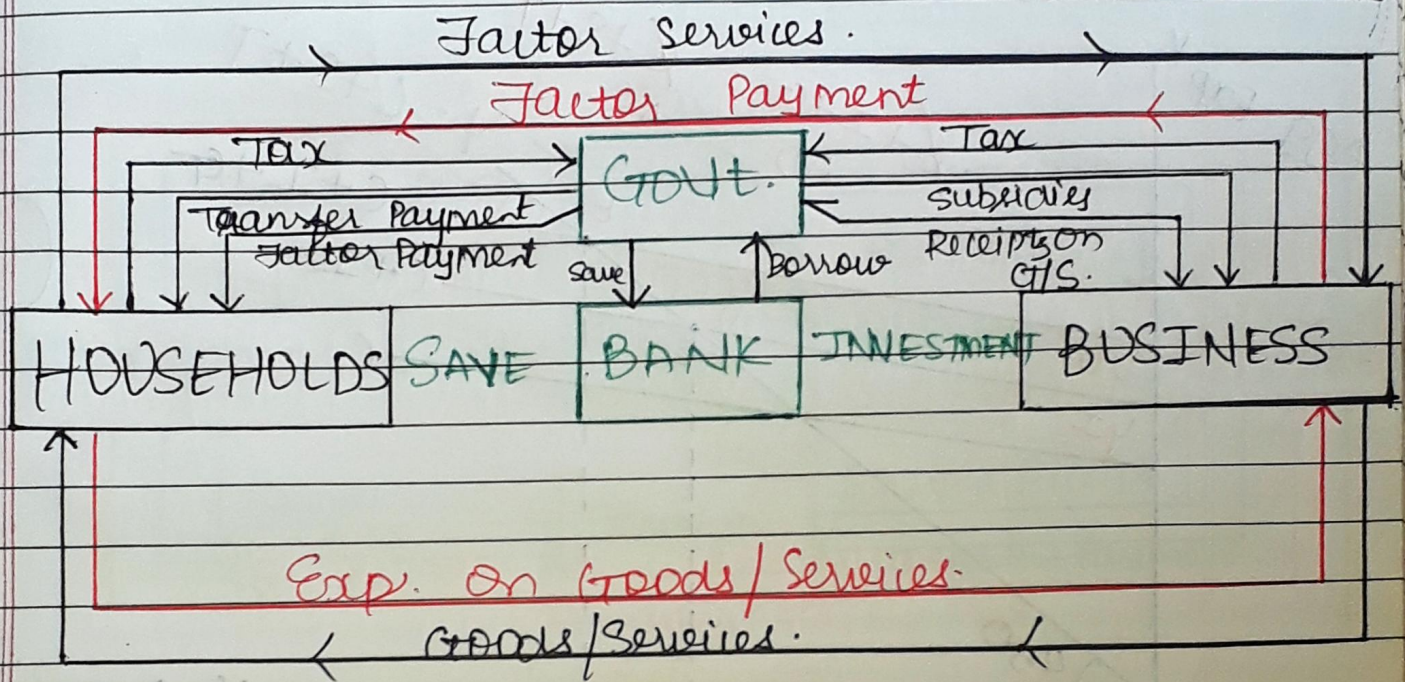 Factor Services.
Factor Payment
Tax
Tax
Govt.
Subsidies
Transfer Payment
Receipts on
Factor Payment
G/S.
Save
Borrow
HOUSEHOLDS
SAVE
BANK
INVESTMENT
BUSINESS
Exp. on Goods/Services.
Goods/Services.